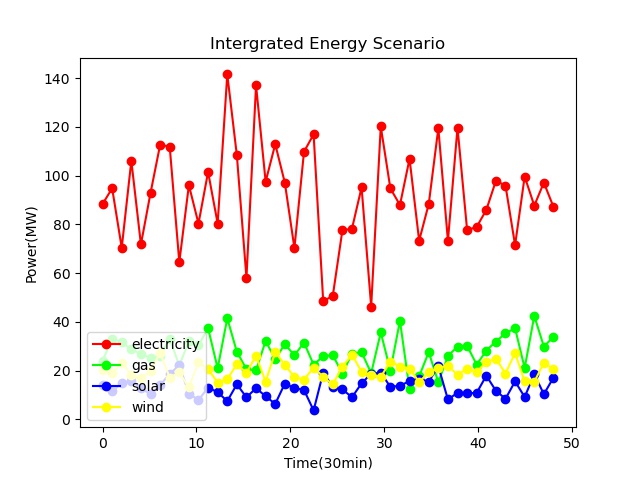 Intergrated Energy Scenario
Power(MW)
140
120
100
80
60
40
20
0
electricity
gas
solar
wind
0 10 20 30 40 50
Time(30min)